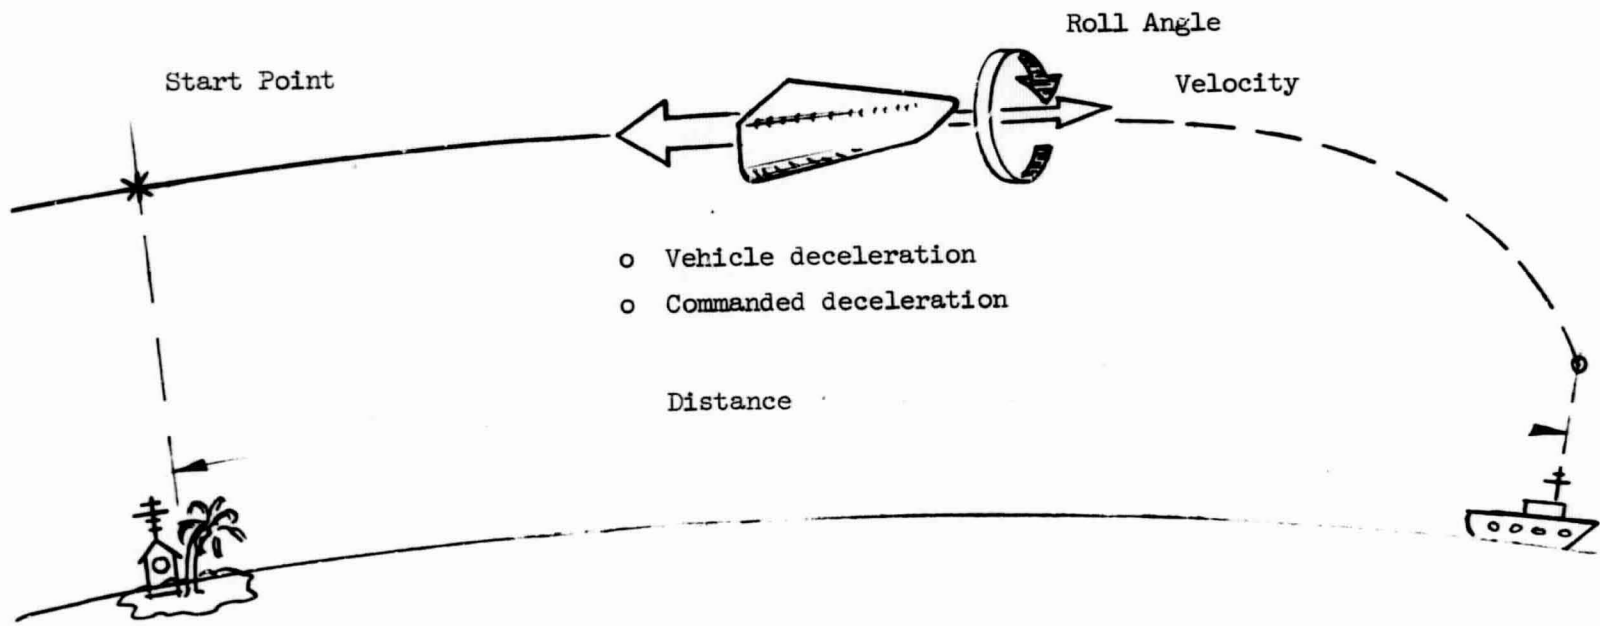 Roll Angle
Start Point
Velocity
o Vehicle deceleration
o Commanded deceleration
Distance